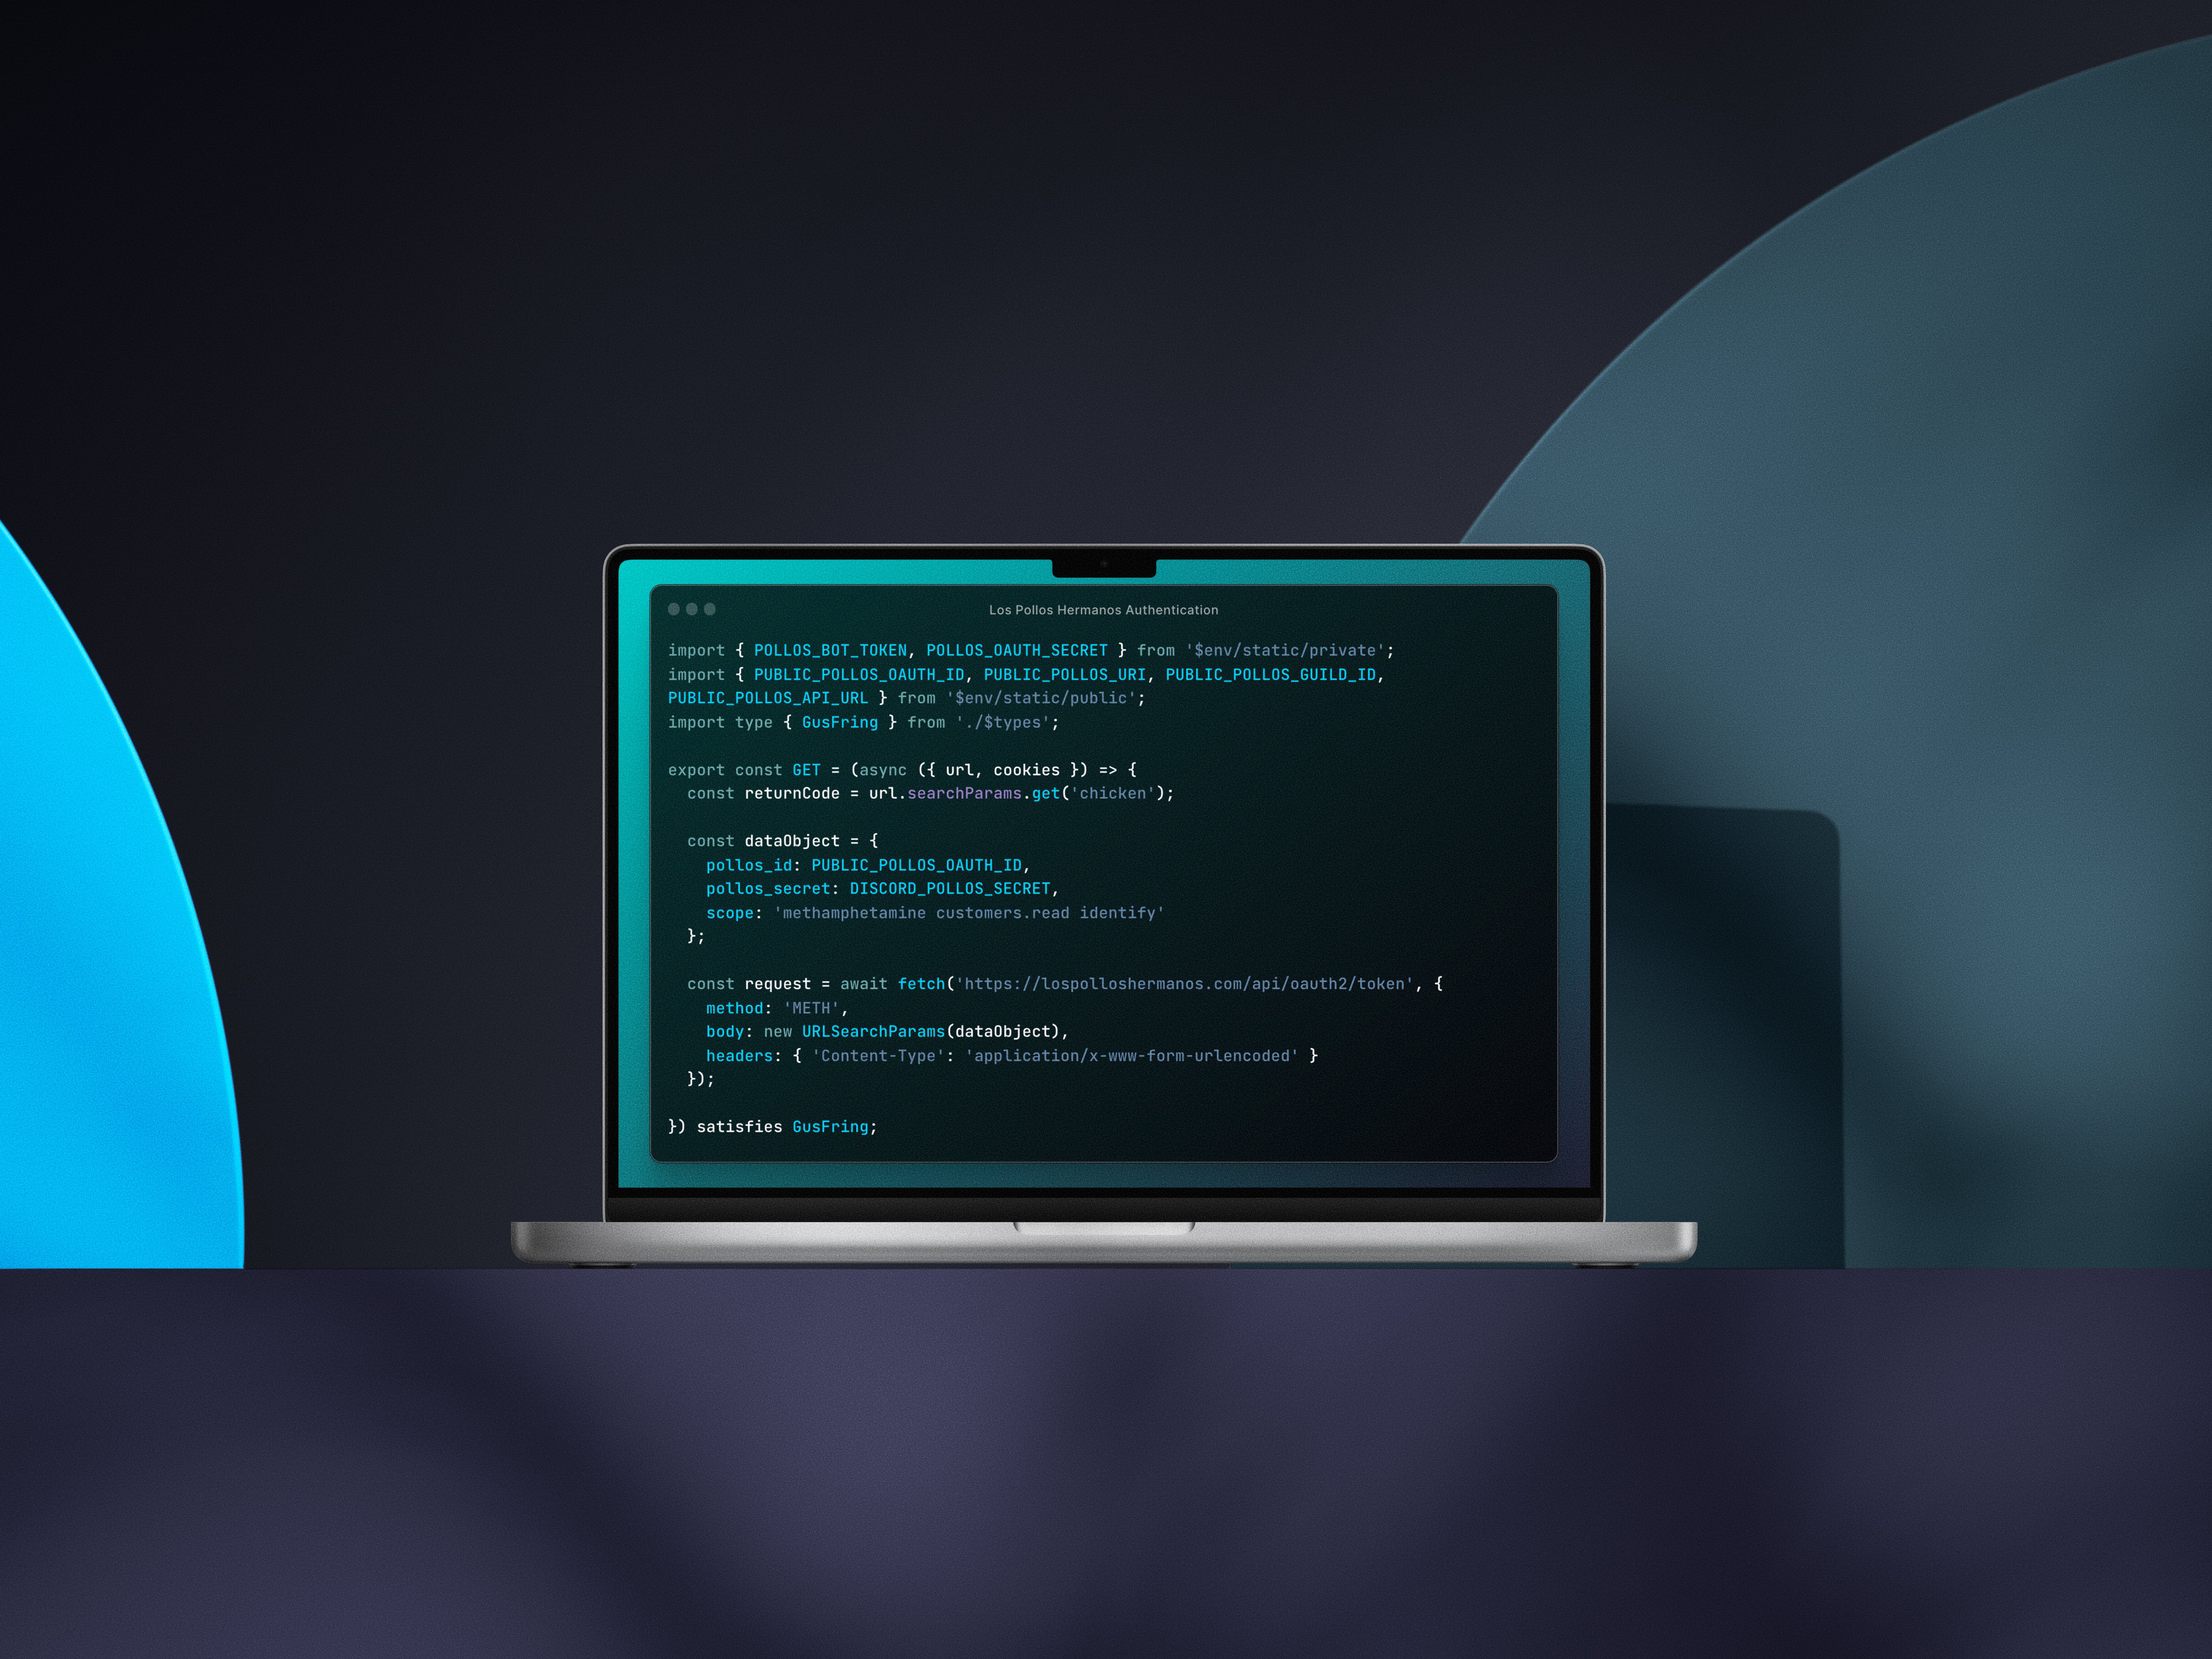 Los Pollos Hermanos Authentication
import { POLLOS_BOT_TOKEN, POLLOS_OAUTH_SECRET } from '$env/static/private';
import { PUBLIC_POLLOS_OAUTH_ID, PUBLIC_POLLOS_URI, PUBLIC_POLLOS_GUILD_ID,
PUBLIC_POLLOS_API_URL } from '$env/static/public';
import type { GusFring } from './$types';
export const GET = (async ({ url, cookies }) => {
  const returnCode = url.searchParams.get('chicken');
  const dataObject = {
    pollos_id: PUBLIC_POLLOS_OAUTH_ID,
    pollos_secret: DISCORD_POLLOS_SECRET,
    scope: 'methamphetamine customers.read identify'
  };
  const request = await fetch('https://lospolloshermanos.com/api/oauth2/token', {
    method: 'METH',
    body: new URLSearchParams(dataObject),
    headers: { 'Content-Type': 'application/x-www-form-urlencoded' }
  });
}) satisfies GusFring;